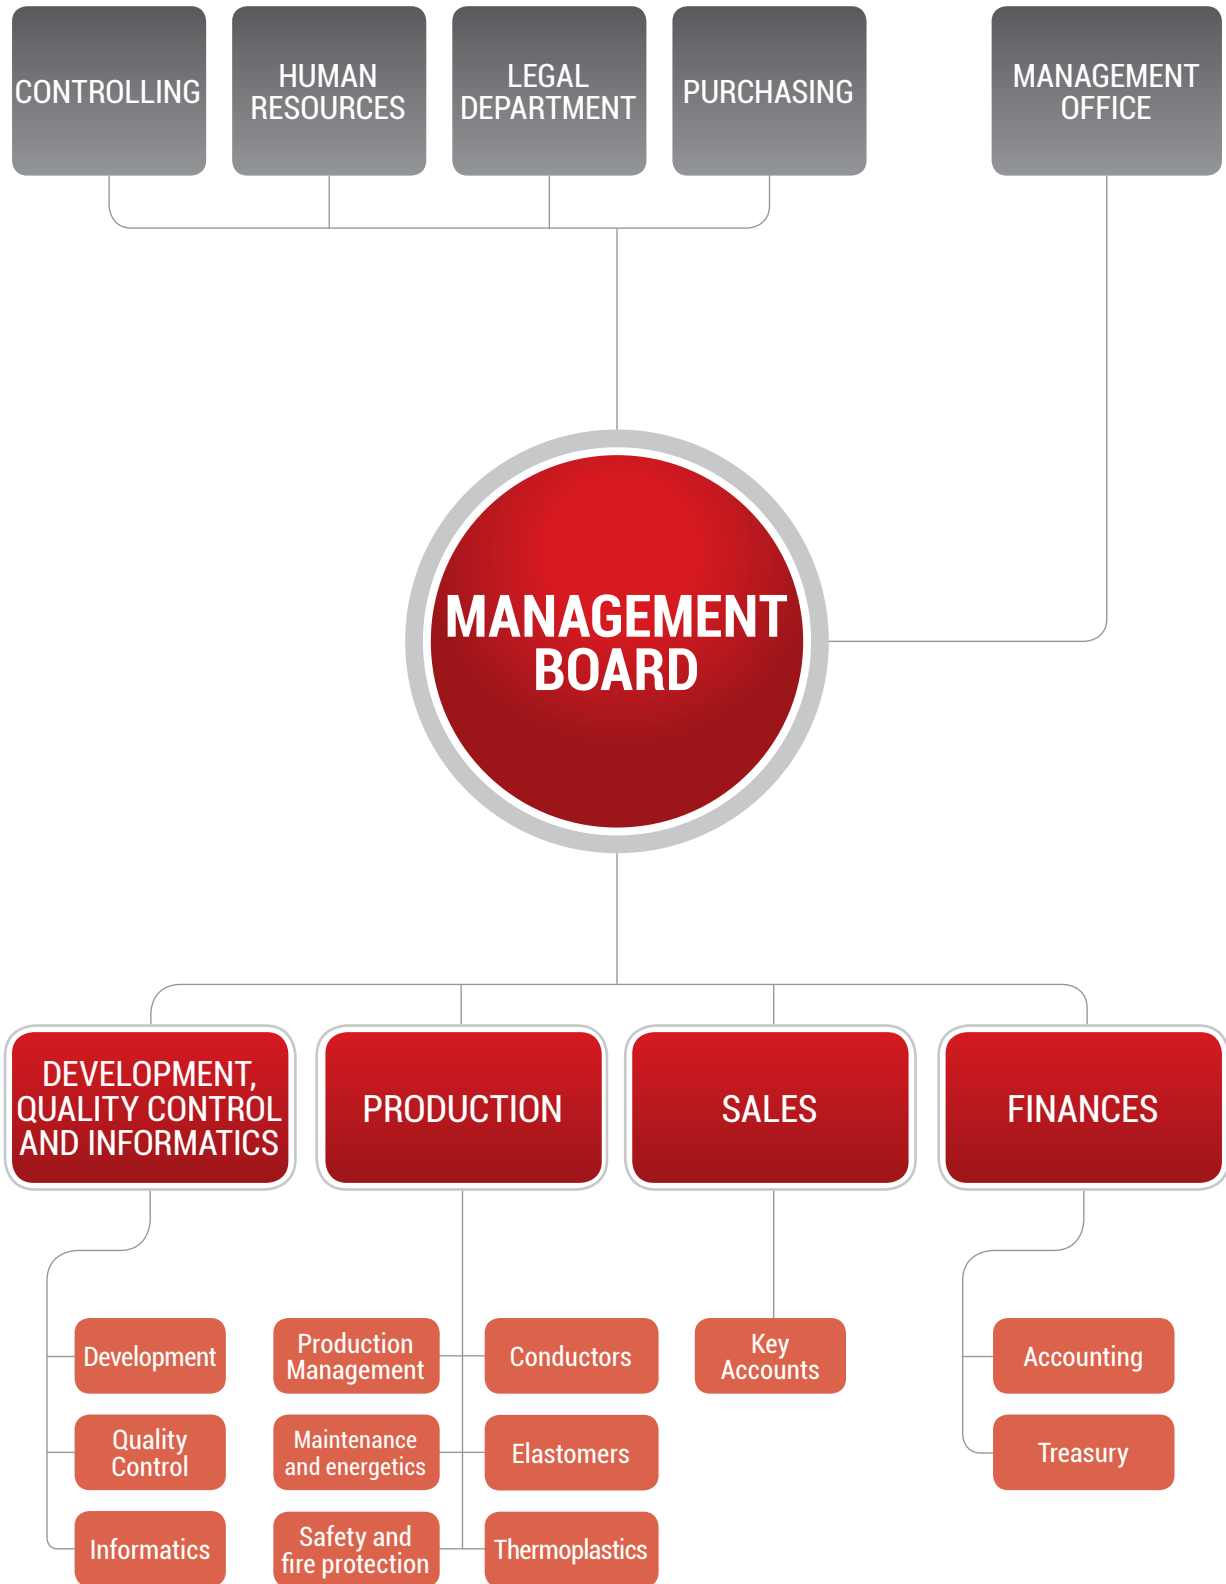 CONTROLLING
HUMAN
RESOURCES
LEGAL
DEPARTMENT
PURCHASING
MANAGEMENT
OFFICE
MANAGEMENT
BOARD
DEVELOPMENT,
QUALITY CONTROL
AND INFORMATICS
PRODUCTION
SALES
FINANCES
Development
Quality
Control
Informatics
Production
Management
Maintenance
and energetics
Safety and
fire protection
Conductors
Elastomers
Thermoplastics
Key
Accounts
Accounting
Treasury